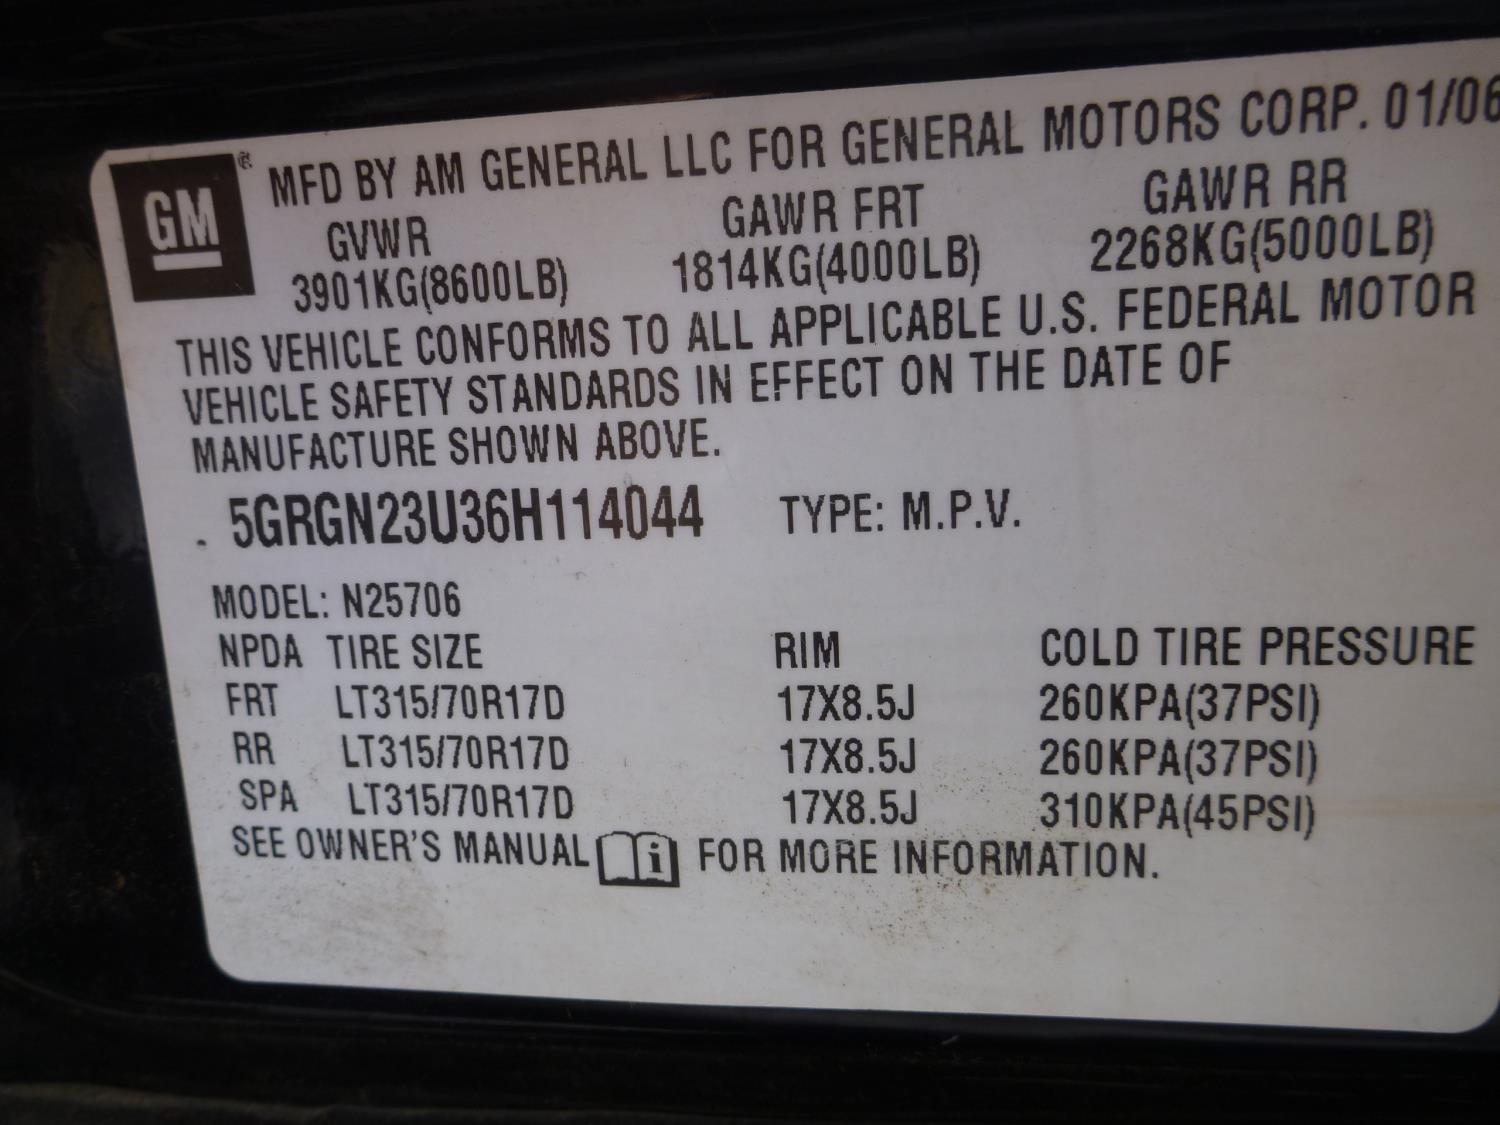 GM
MFD BY AM GENERAL LLC FOR GENERAL MOTORS CORP. 01/06
GVWR GAWR FRT GAWR RR
3901KG(8600LB) 1814KG(4000LB) 2268KG(5000LB)
THIS VEHICLE CONFORMS TO ALL APPLICABLE U.S. FEDERAL MOTOR
VEHICLE SAFETY STANDARDS IN EFFECT ON THE DATE OF
MANUFACTURE SHOWN ABOVE.
5GRGN23U36H114044 TYPE: M.P.V.
MODEL: N25706
NPDA TIRE SIZE RIM COLD TIRE PRESSURE
FRT LT315/70R17D 17X8.5J 260KPA(37PSI)
RR LT315/70R17D 17X8.5J 260KPA(37PSI)
SPA LT315/70R17D 17X8.5J 310KPA(45PSI)
SEE OWNER'S MANUAL i FOR MORE INFORMATION.